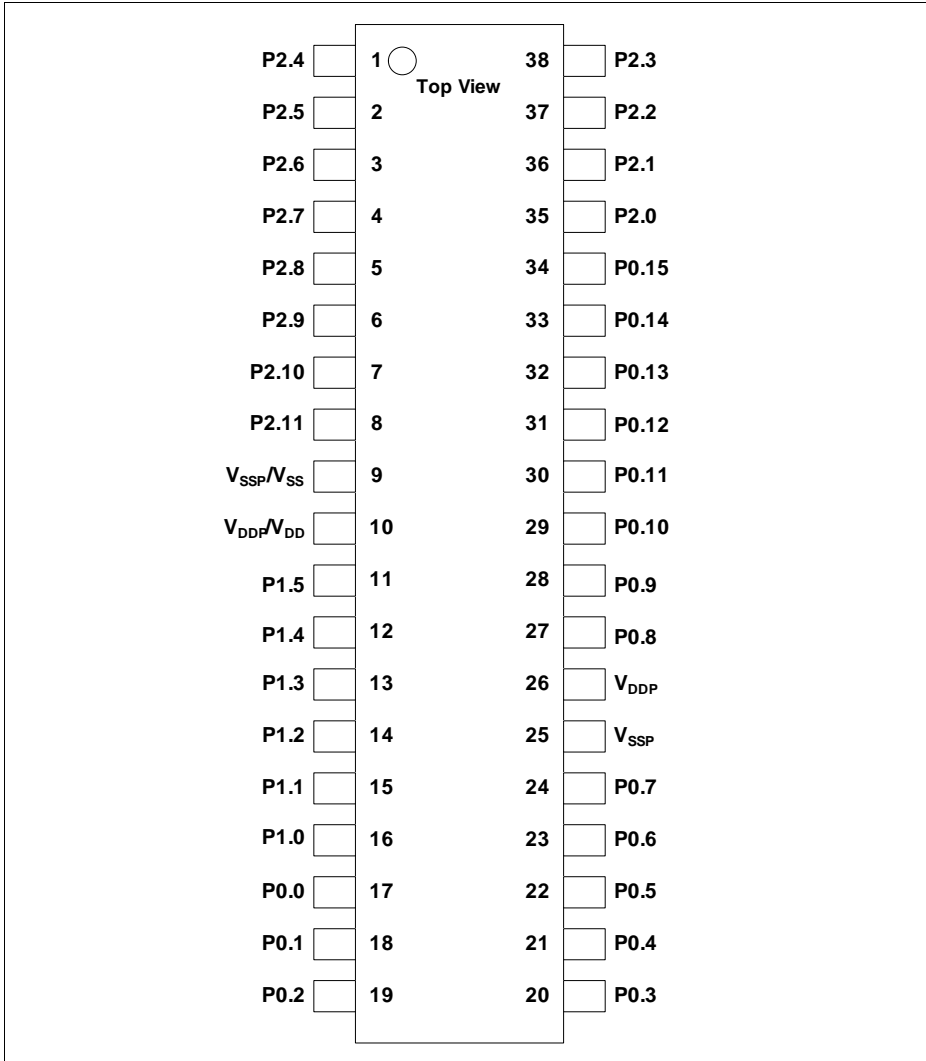 P2.4 1 38 P2.3
Top View
P2.5 2 37 P2.2
P2.6 3 36 P2.1
P2.7 4 35 P2.0
P2.8 5 34 P0.15
P2.9 6 33 P0.14
P2.10 7 32 P0.13
P2.11 8 31 P0.12
VSSP/VSS 9 30 P0.11
VDDP/VDD 10 29 P0.10
P1.5 11 28 P0.9
P1.4 12 27 P0.8
P1.3 13 26 VDDP
P1.2 14 25 VSSP
P1.1 15 24 P0.7
P1.0 16 23 P0.6
P0.0 17 22 P0.5
P0.1 18 21 P0.4
P0.2 19 20 P0.3